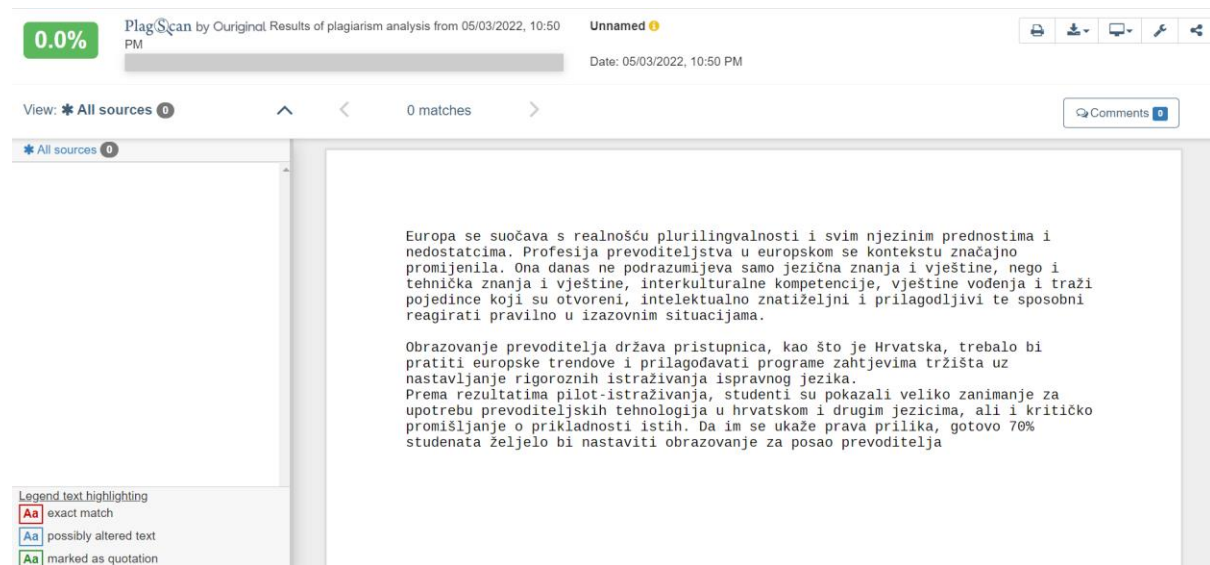 0.0%
PlagScan by Ouriginal Results of plagiarism analysis from 05/03/2022, 10:50
PM
Unnamed
Date: 05/03/2022, 10:50 PM
View: ✱ All sources 0
0 matches
Comments 0
✱ All sources 0
Europa se suočava s realnošću plurilingvalnosti i svim njezinim prednostima i
nedostatcima. Profesija prevoditeljstva u europskom se kontekstu značajno
promijenila. Ona danas ne podrazumijeva samo jezična znanja i vještine, nego i
tehnička znanja i vještine, interkulturalne kompetencije, vještine vođenja i traži
pojedince koji su otvoreni, intelektualno znatiželjni i prilagodljivi te sposobni
reagirati pravilno u izazovnim situacijama.
Obrazovanje prevoditelja država pristupnica, kao što je Hrvatska, trebalo bi
pratiti europske trendove i prilagođavati programe zahtjevima tržišta uz
nastavljanje rigoroznih istraživanja ispravnog jezika.
Prema rezultatima pilot-istraživanja, studenti su pokazali veliko zanimanje za
upotrebu prevoditeljskih tehnologija u hrvatskom i drugim jezicima, ali i kritičko
promišljanje o prikladnosti istih. Da im se ukaže prava prilika, gotovo 70%
studenata željelo bi nastaviti obrazovanje za posao prevoditelja
Legend text highlighting
Aa exact match
Aa possibly altered text
Aa marked as quotation